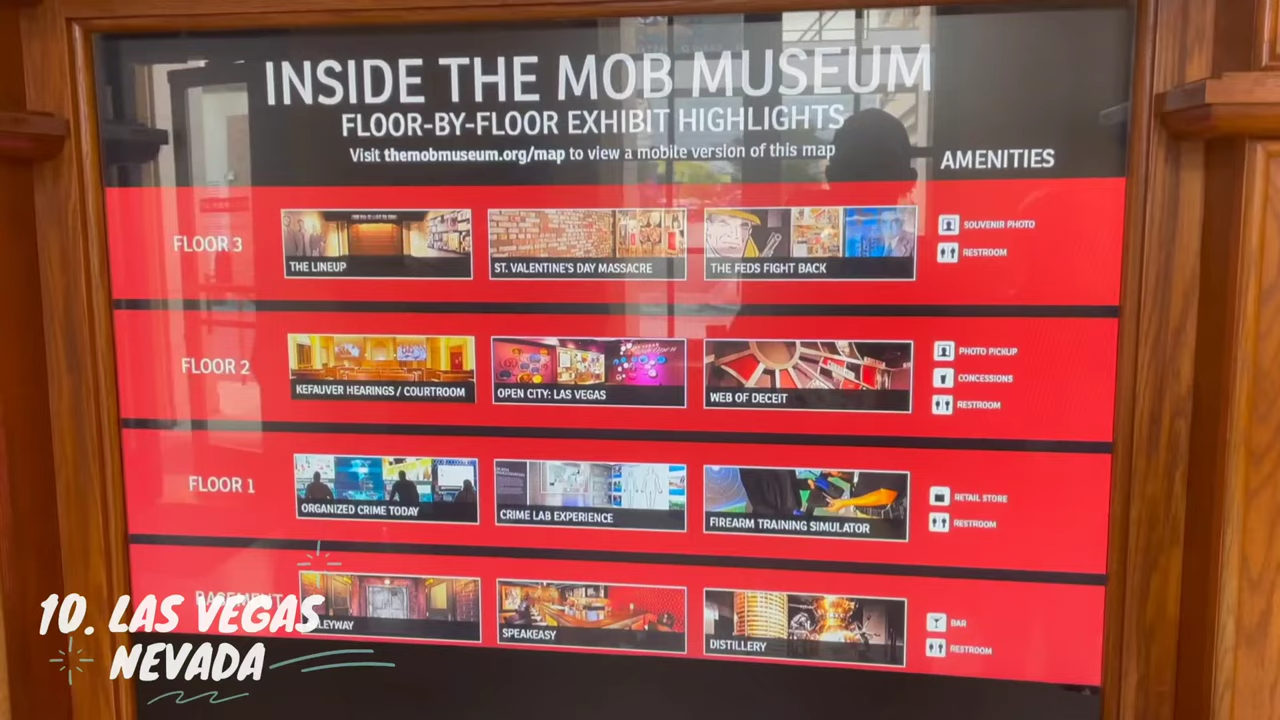 INSIDE THE MOB MUSEUM
FLOOR-BY-FLOOR EXHIBIT HIGHLIGHTS
Visit themobmuseum.org/map to view a mobile version of this map
AMENITIES
FLOOR 3
THE LINEUP
ST. VALENTINE'S DAY MASSACRE
THE FEDS FIGHT BACK
SOUVENIR PHOTO
RESTROOM
FLOOR 2
KEFAUVER HEARINGS / COURTROOM
OPEN CITY: LAS VEGAS
WEB OF DECEIT
PHOTO PICKUP
CONCESSIONS
RESTROOM
FLOOR 1
ORGANIZED CRIME TODAY
CRIME LAB EXPERIENCE
FIREARM TRAINING SIMULATOR
RETAIL STORE
RESTROOM
BASEMENT
LEYWAY
SPEAKEASY
DISTILLERY
BAR
RESTROOM
10. LAS VEGAS
NEVADA